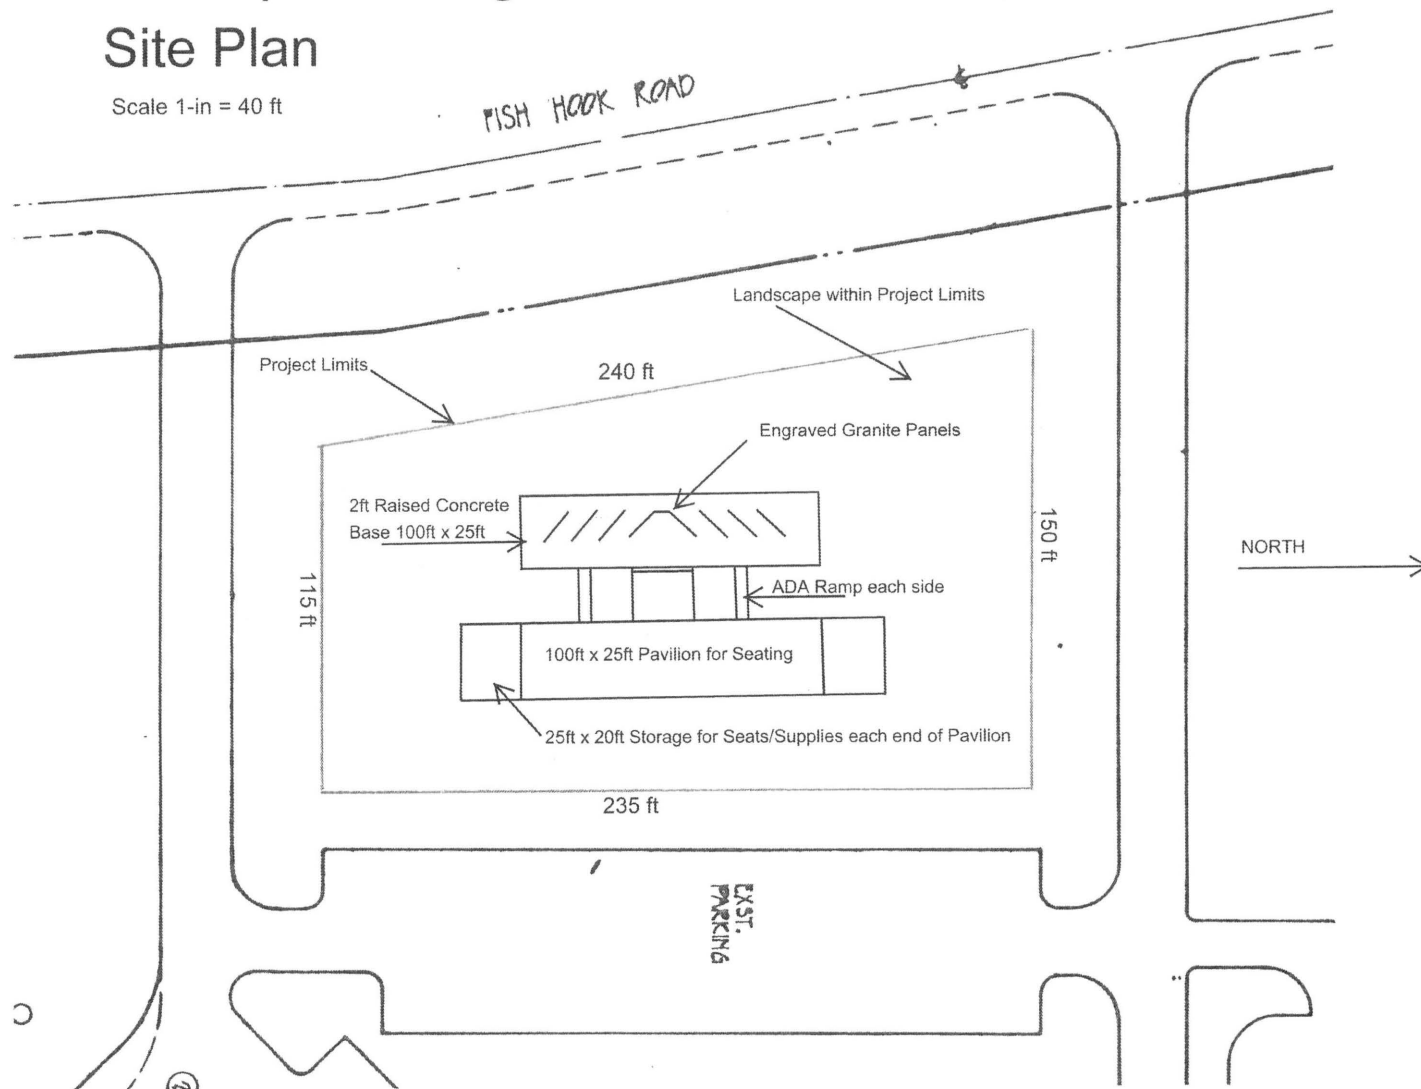 Site Plan
Scale 1-in = 40 ft
FISH HOOK ROAD
Landscape within Project Limits
Project Limits
240 ft
Engraved Granite Panels
2ft Raised Concrete
Base 100ft x 25ft
150 ft
NORTH
115 ft
ADA Ramp each side
100ft x 25ft Pavilion for Seating
25ft x 20ft Storage for Seats/Supplies each end of Pavilion
235 ft
EXST.
PARKING